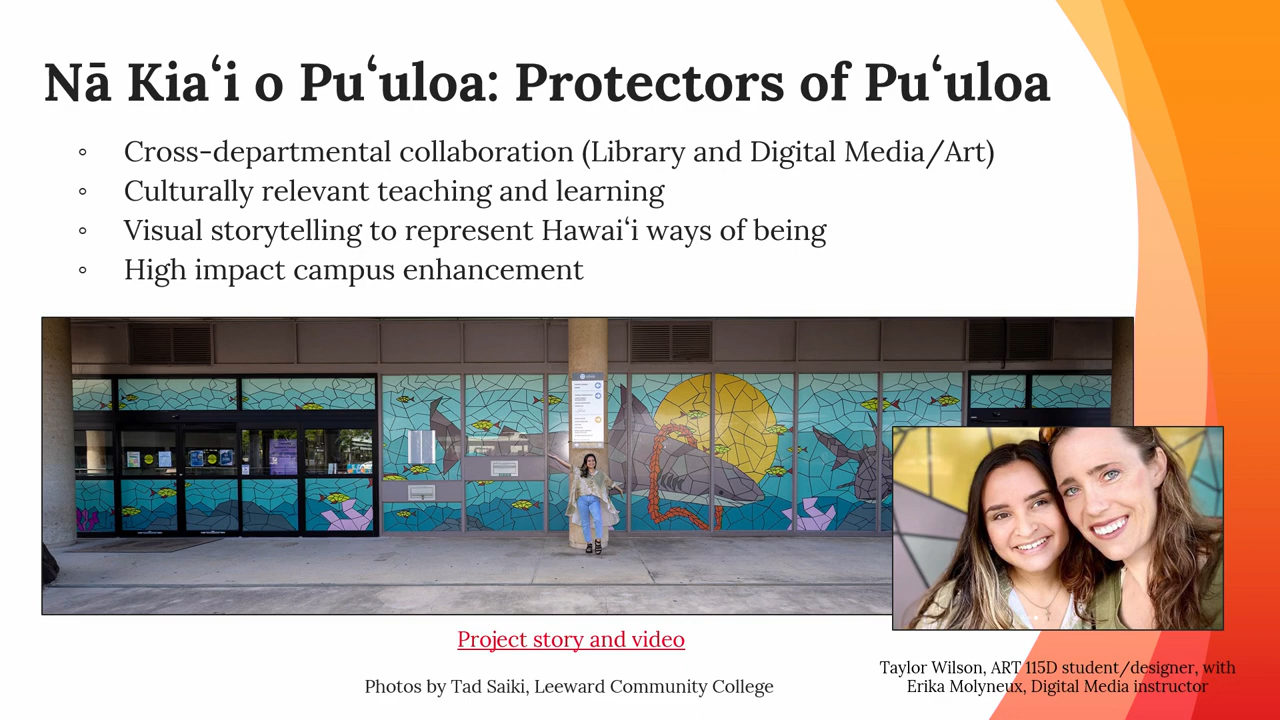 Nā Kiaʻi o Puʻuloa: Protectors of Puʻuloa
◦ Cross-departmental collaboration (Library and Digital Media/Art)
◦ Culturally relevant teaching and learning
◦ Visual storytelling to represent Hawaiʻi ways of being
◦ High impact campus enhancement
Project story and video
Photos by Tad Saiki, Leeward Community College
Taylor Wilson, ART 115D student/designer, with
Erika Molyneux, Digital Media instructor